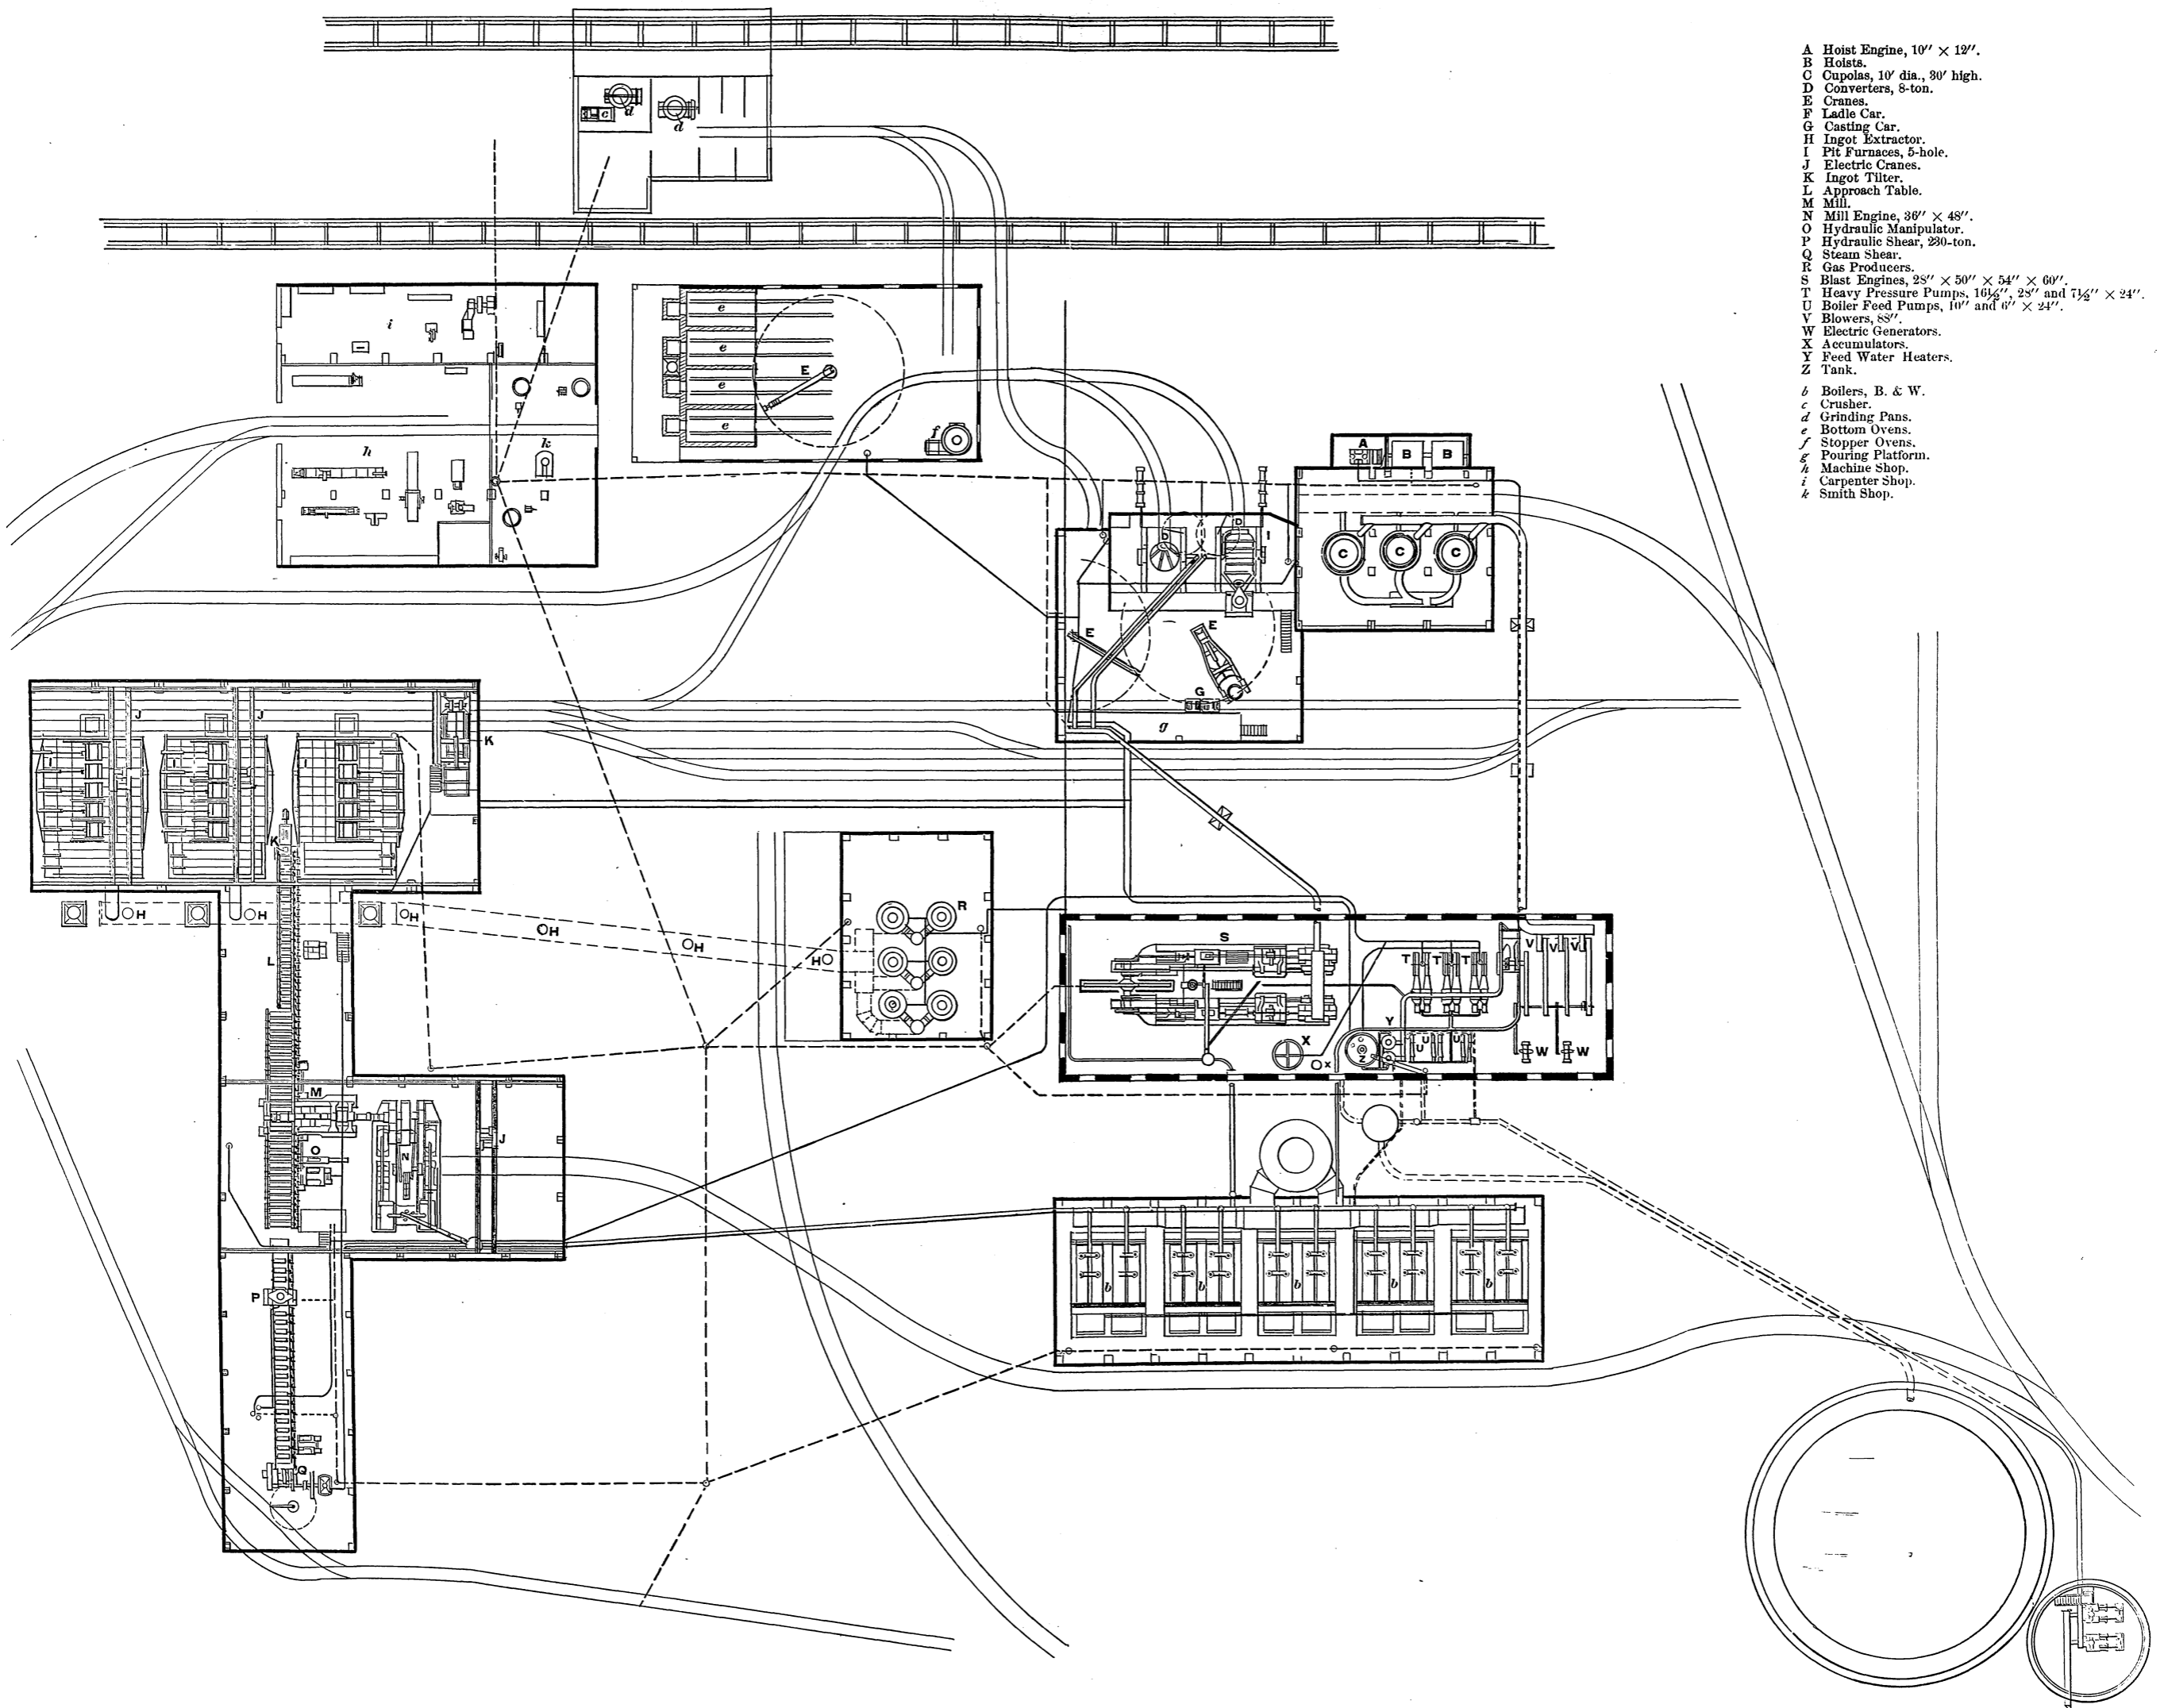 A Hoist Engine, 10″ × 12″.
B Hoists.
C Cupolas, 10′ dia., 30′ high.
D Converters, 8-ton.
E Cranes.
F Ladle Car.
G Casting Car.
H Ingot Extractor.
I Pit Furnaces, 5-hole.
J Electric Cranes.
K Ingot Tilter.
L Approach Table.
M Mill.
N Mill Engine, 36″ × 48″.
O Hydraulic Manipulator.
P Hydraulic Shear, 230-ton.
Q Steam Shear.
R Gas Producers.
S Blast Engines, 28″ × 50″ × 54″ × 60″.
T Heavy Pressure Pumps, 16½″, 28″ and 7½″ × 24″.
U Boiler Feed Pumps, 10″ and 6″ × 24″.
V Blowers, 88″.
W Electric Generators.
X Accumulators.
Y Feed Water Heaters.
Z Tank.
b Boilers, B. & W.
c Crusher.
d Grinding Pans.
e Bottom Ovens.
f Stopper Ovens.
g Pouring Platform.
h Machine Shop.
i Carpenter Shop.
k Smith Shop.
c d d
i
e
e
e
e
E
f
h
k
A B B
D D
C C C
E E
G
g
J J
K
I I I
K
H H H
H H H
R
L
S
T T T
V V V
X x
Y
Z
U U U
W W
M
O
N
J
P
b b b b b
Q